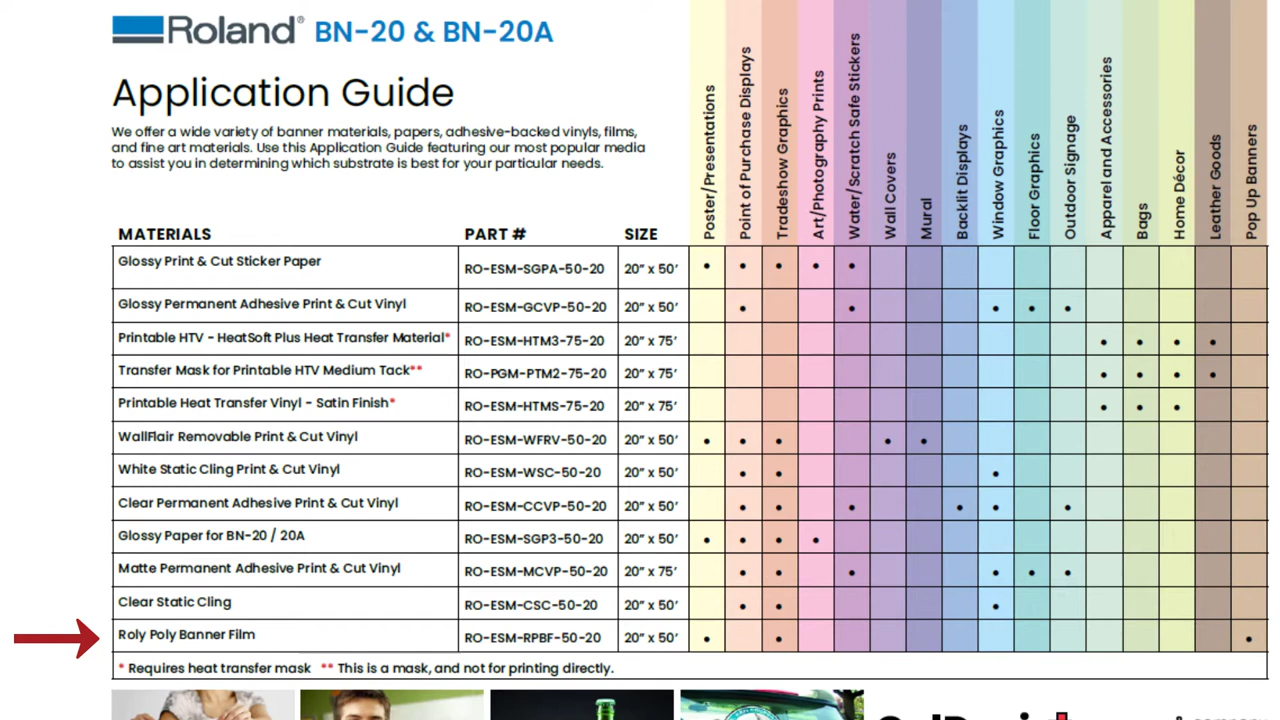 Roland® BN-20 & BN-20A
Application Guide
We offer a wide variety of banner materials, papers, adhesive-backed vinyls, films,
and fine art materials. Use this Application Guide featuring our most popular media
to assist you in determining which substrate is best for your particular needs.
MATERIALS PART # SIZE
Poster/Presentations
Point of Purchase Displays
Tradeshow Graphics
Art/Photography Prints
Water/Scratch Safe Stickers
Wall Covers
Mural
Backlit Displays
Window Graphics
Floor Graphics
Outdoor Signage
Apparel and Accessories
Bags
Home Décor
Leather Goods
Pop Up Banners
Glossy Print & Cut Sticker Paper RO-ESM-SGPA-50-20 20” x 50’ • • • • •
Glossy Permanent Adhesive Print & Cut Vinyl RO-ESM-GCVP-50-20 20” x 50’ • • • • •
Printable HTV - HeatSoft Plus Heat Transfer Material* RO-ESM-HTM3-75-20 20” x 75’ • • • •
Transfer Mask for Printable HTV Medium Tack** RO-PGM-PTM2-75-20 20” x 75’ • • • •
Printable Heat Transfer Vinyl - Satin Finish* RO-ESM-HTMS-75-20 20” x 75’ • • •
WallFlair Removable Print & Cut Vinyl RO-ESM-WFRV-50-20 20” x 50’ • • • • •
White Static Cling Print & Cut Vinyl RO-ESM-WSC-50-20 20” x 50’ • • •
Clear Permanent Adhesive Print & Cut Vinyl RO-ESM-CCVP-50-20 20” x 50’ • • • • • •
Glossy Paper for BN-20 / 20A RO-ESM-SGP3-50-20 20” x 50’ • • • •
Matte Permanent Adhesive Print & Cut Vinyl RO-ESM-MCVP-50-20 20” x 75’ • • • • • •
Clear Static Cling RO-ESM-CSC-50-20 20” x 50’ • • •
Roly Poly Banner Film RO-ESM-RPBF-50-20 20” x 50’ • • •
* Requires heat transfer mask ** This is a mask, and not for printing directly.